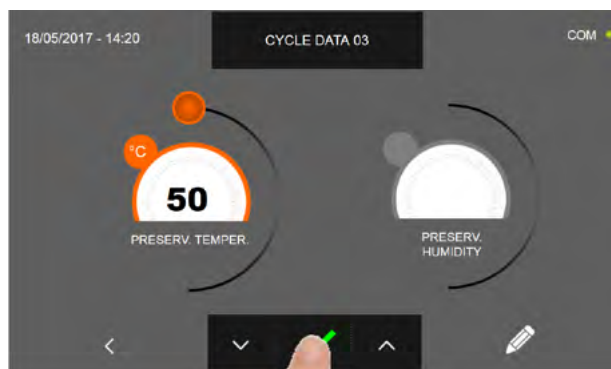 18/05/2017 - 14:20
CYCLE DATA 03
COM
°C
50
PRESERV. TEMPER.
PRESERV.
HUMIDITY